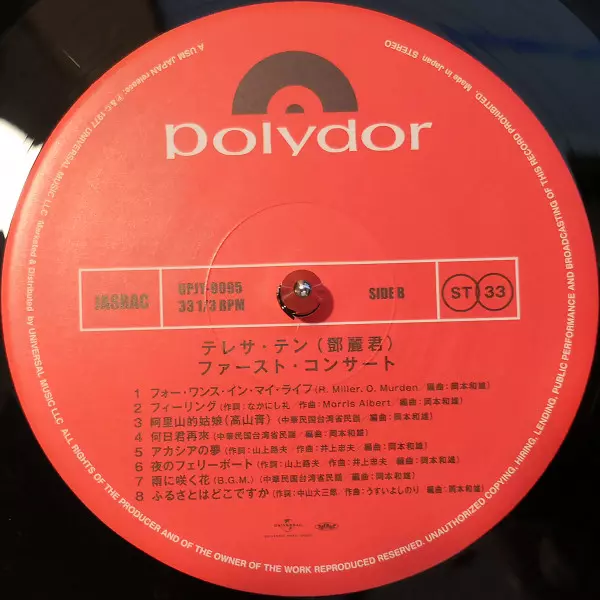 polydor
JASRAC
UPJY-9095
33 1/3 RPM
SIDE B
ST 33
テレサ・テン（鄧麗君）
ファースト・コンサート
1 フォー・ワンス・イン・マイ・ライフ (R. Miller. O. Murden／編曲：岡本和雄)
2 フィーリング (作詞：なかにし礼／作曲：Morris Albert／編曲：岡本和雄)
3 阿里山的姑娘（高山青） (中華民国台湾省民謡／編曲：岡本和雄)
4 何日君再來 (中華民国台湾省民謡／編曲：岡本和雄)
5 アカシアの夢 (作詞：山上路夫／作曲：井上忠夫／編曲：岡本和雄)
6 夜のフェリーボート (作詞：山上路夫／作曲：井上忠夫／編曲：岡本和雄)
7 雨に咲く花 (B.G.M.) (中華民国台湾省民謡／編曲：岡本和雄)
8 ふるさとはどこですか (作詞：中山大三郎／作曲：うすいよしのり／編曲：岡本和雄)
UNIVERSAL
A USM JAPAN release; ℗ & © 1977 UNIVERSAL MUSIC LLC Marketed & Distributed by UNIVERSAL MUSIC LLC ALL RIGHTS OF THE PRODUCER AND OF THE OWNER OF THE WORK REPRODUCED RESERVED. UNAUTHORIZED COPYING, HIRING, LENDING, PUBLIC PERFORMANCE AND BROADCASTING OF THIS RECORD PROHIBITED. Made in Japan STEREO